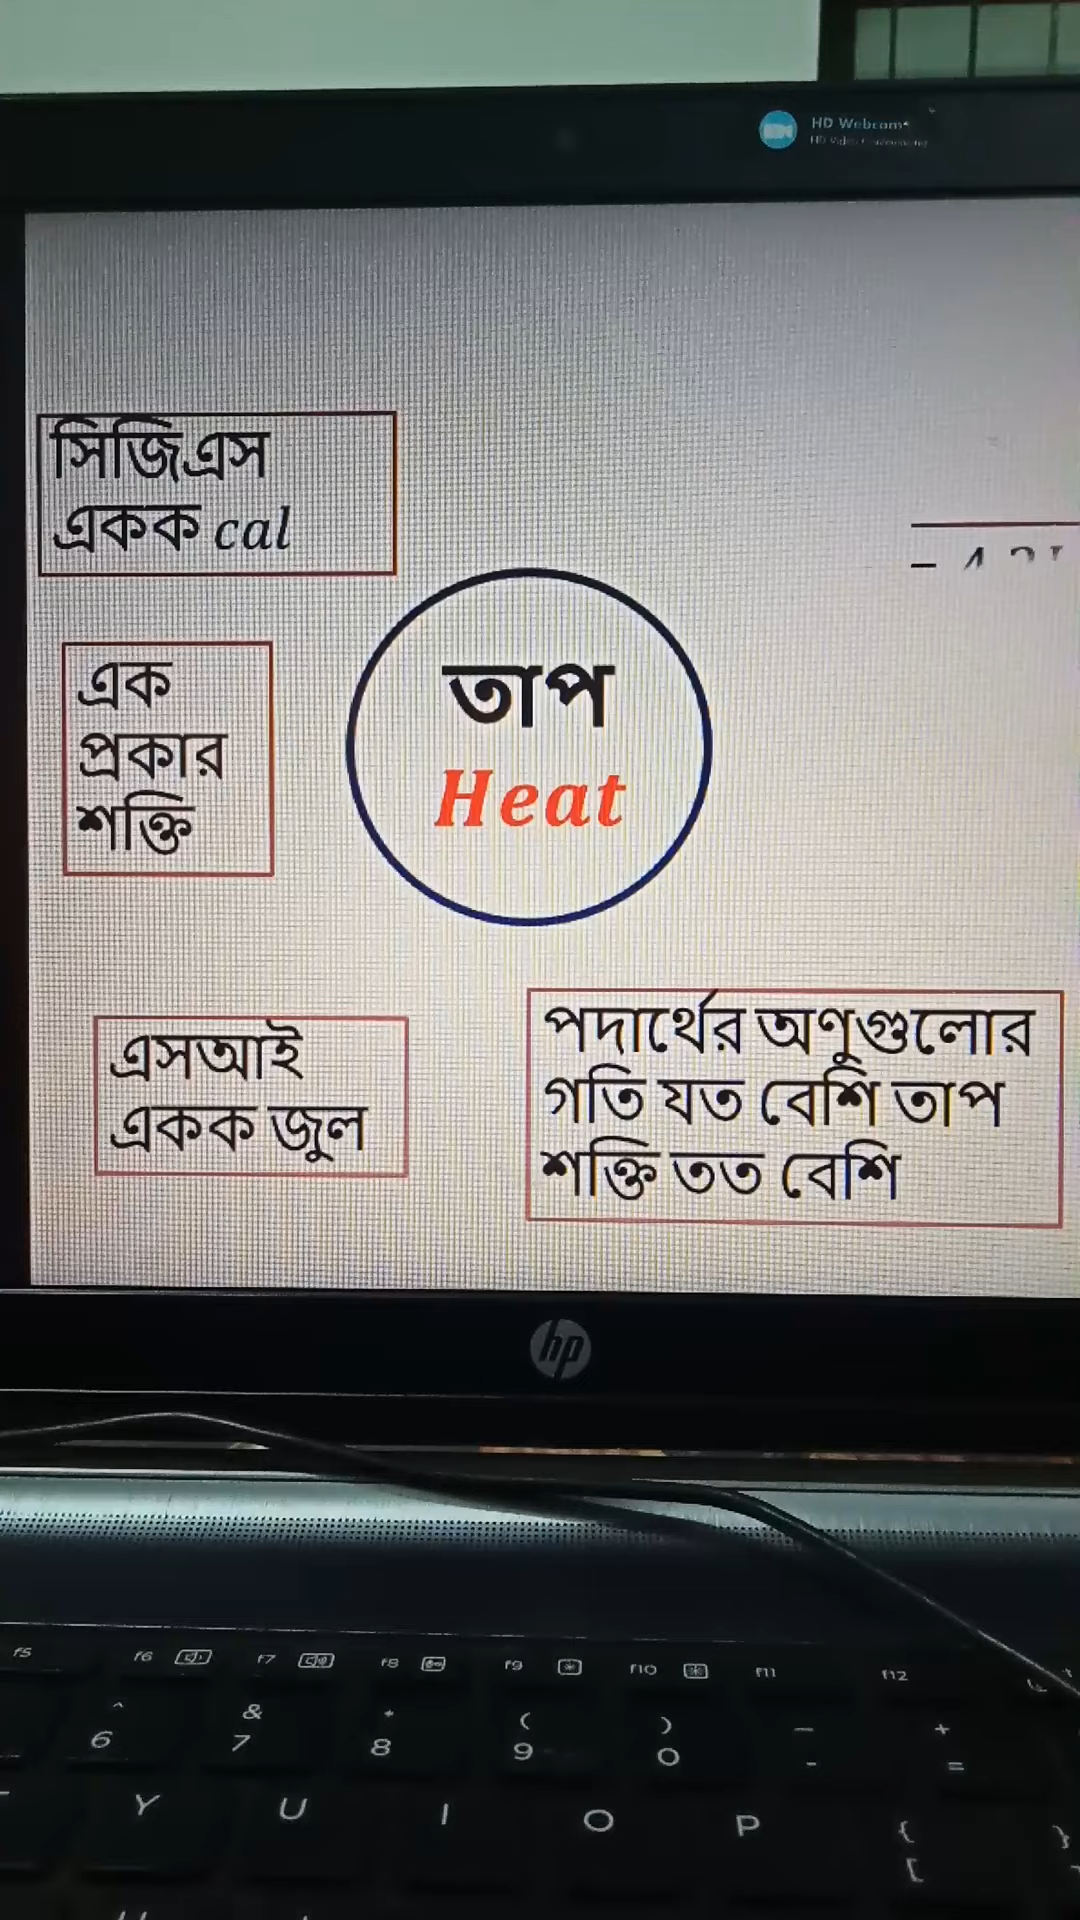 HD Webcam
সিজিএস
একক cal
এক
প্রকার
শক্তি
তাপ
Heat
এসআই
একক জুল
পদার্থের অণুগুলোর
গতি যত বেশি তাপ
শক্তি তত বেশি
hp
f5 f6 f7 f8 f9 f10 f11 f12
^ & * ( ) _ +
6 7 8 9 0 - =
Y U I O P { }
[